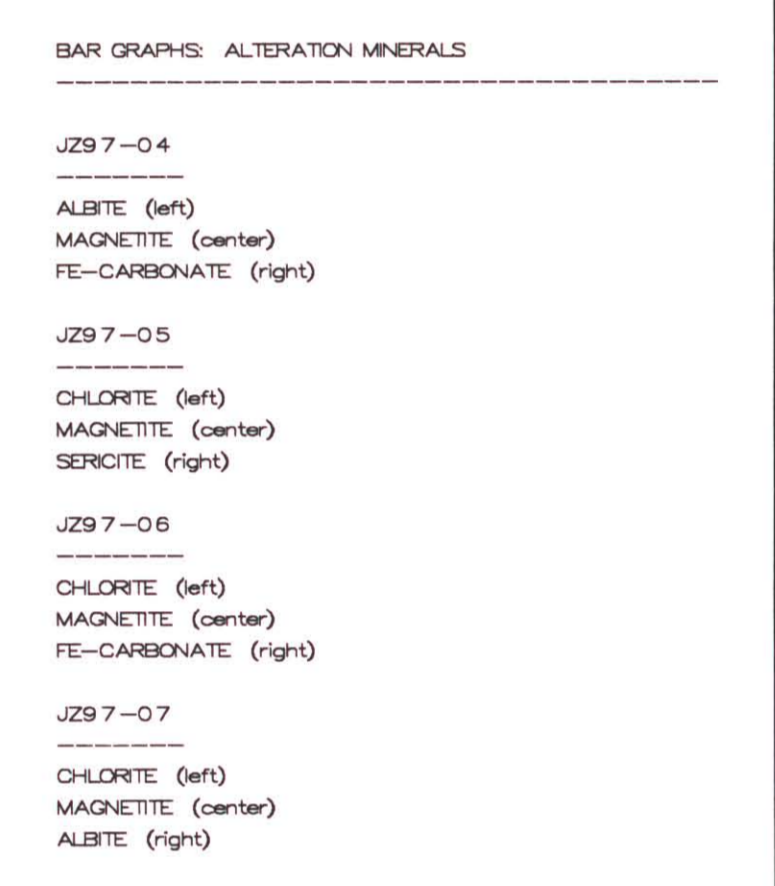 BAR GRAPHS: ALTERATION MINERALS
------------------------------------
JZ97-04
-------
ALBITE (left)
MAGNETITE (center)
FE-CARBONATE (right)
JZ97-05
-------
CHLORITE (left)
MAGNETITE (center)
SERICITE (right)
JZ97-06
-------
CHLORITE (left)
MAGNETITE (center)
FE-CARBONATE (right)
JZ97-07
-------
CHLORITE (left)
MAGNETITE (center)
ALBITE (right)